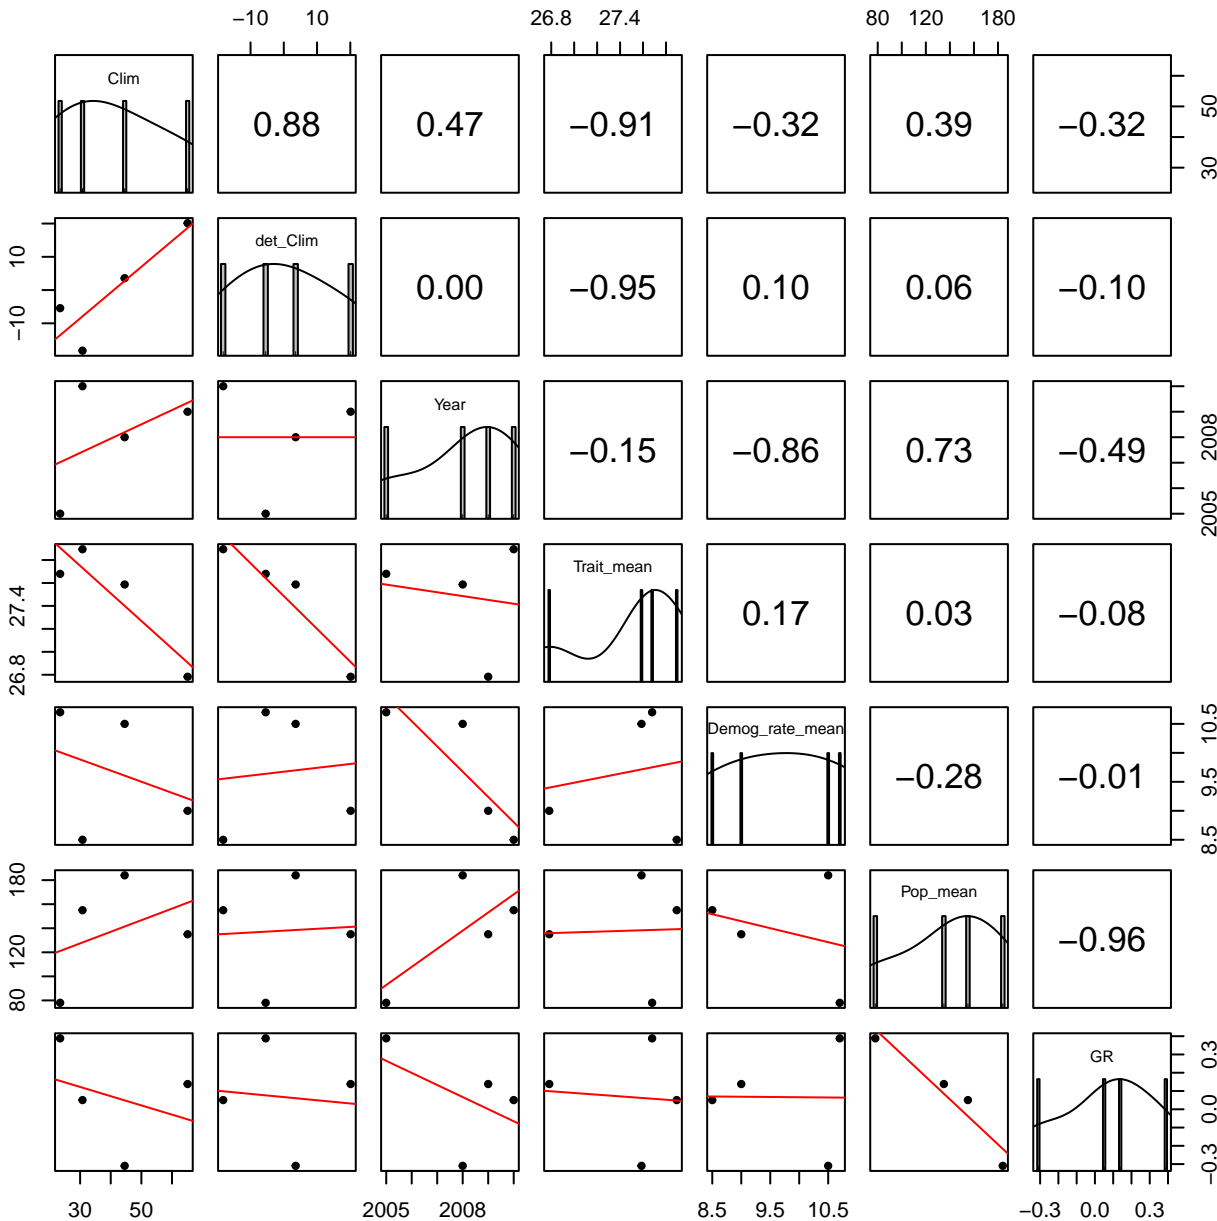 −10 10 26.8 27.4 80 120 180
Clim 0.88 0.47 −0.91 −0.32 0.39 −0.32 30 50
−10 10 det_Clim 0.00 −0.95 0.10 0.06 −0.10
Year −0.15 −0.86 0.73 −0.49 2005 2008
26.8 27.4 Trait_mean 0.17 0.03 −0.08
Demog_rate_mean −0.28 −0.01 8.5 9.5 10.5
80 120 180 Pop_mean −0.96
GR −0.3 0.0 0.3
30 50 2005 2008 8.5 9.5 10.5 −0.3 0.0 0.3